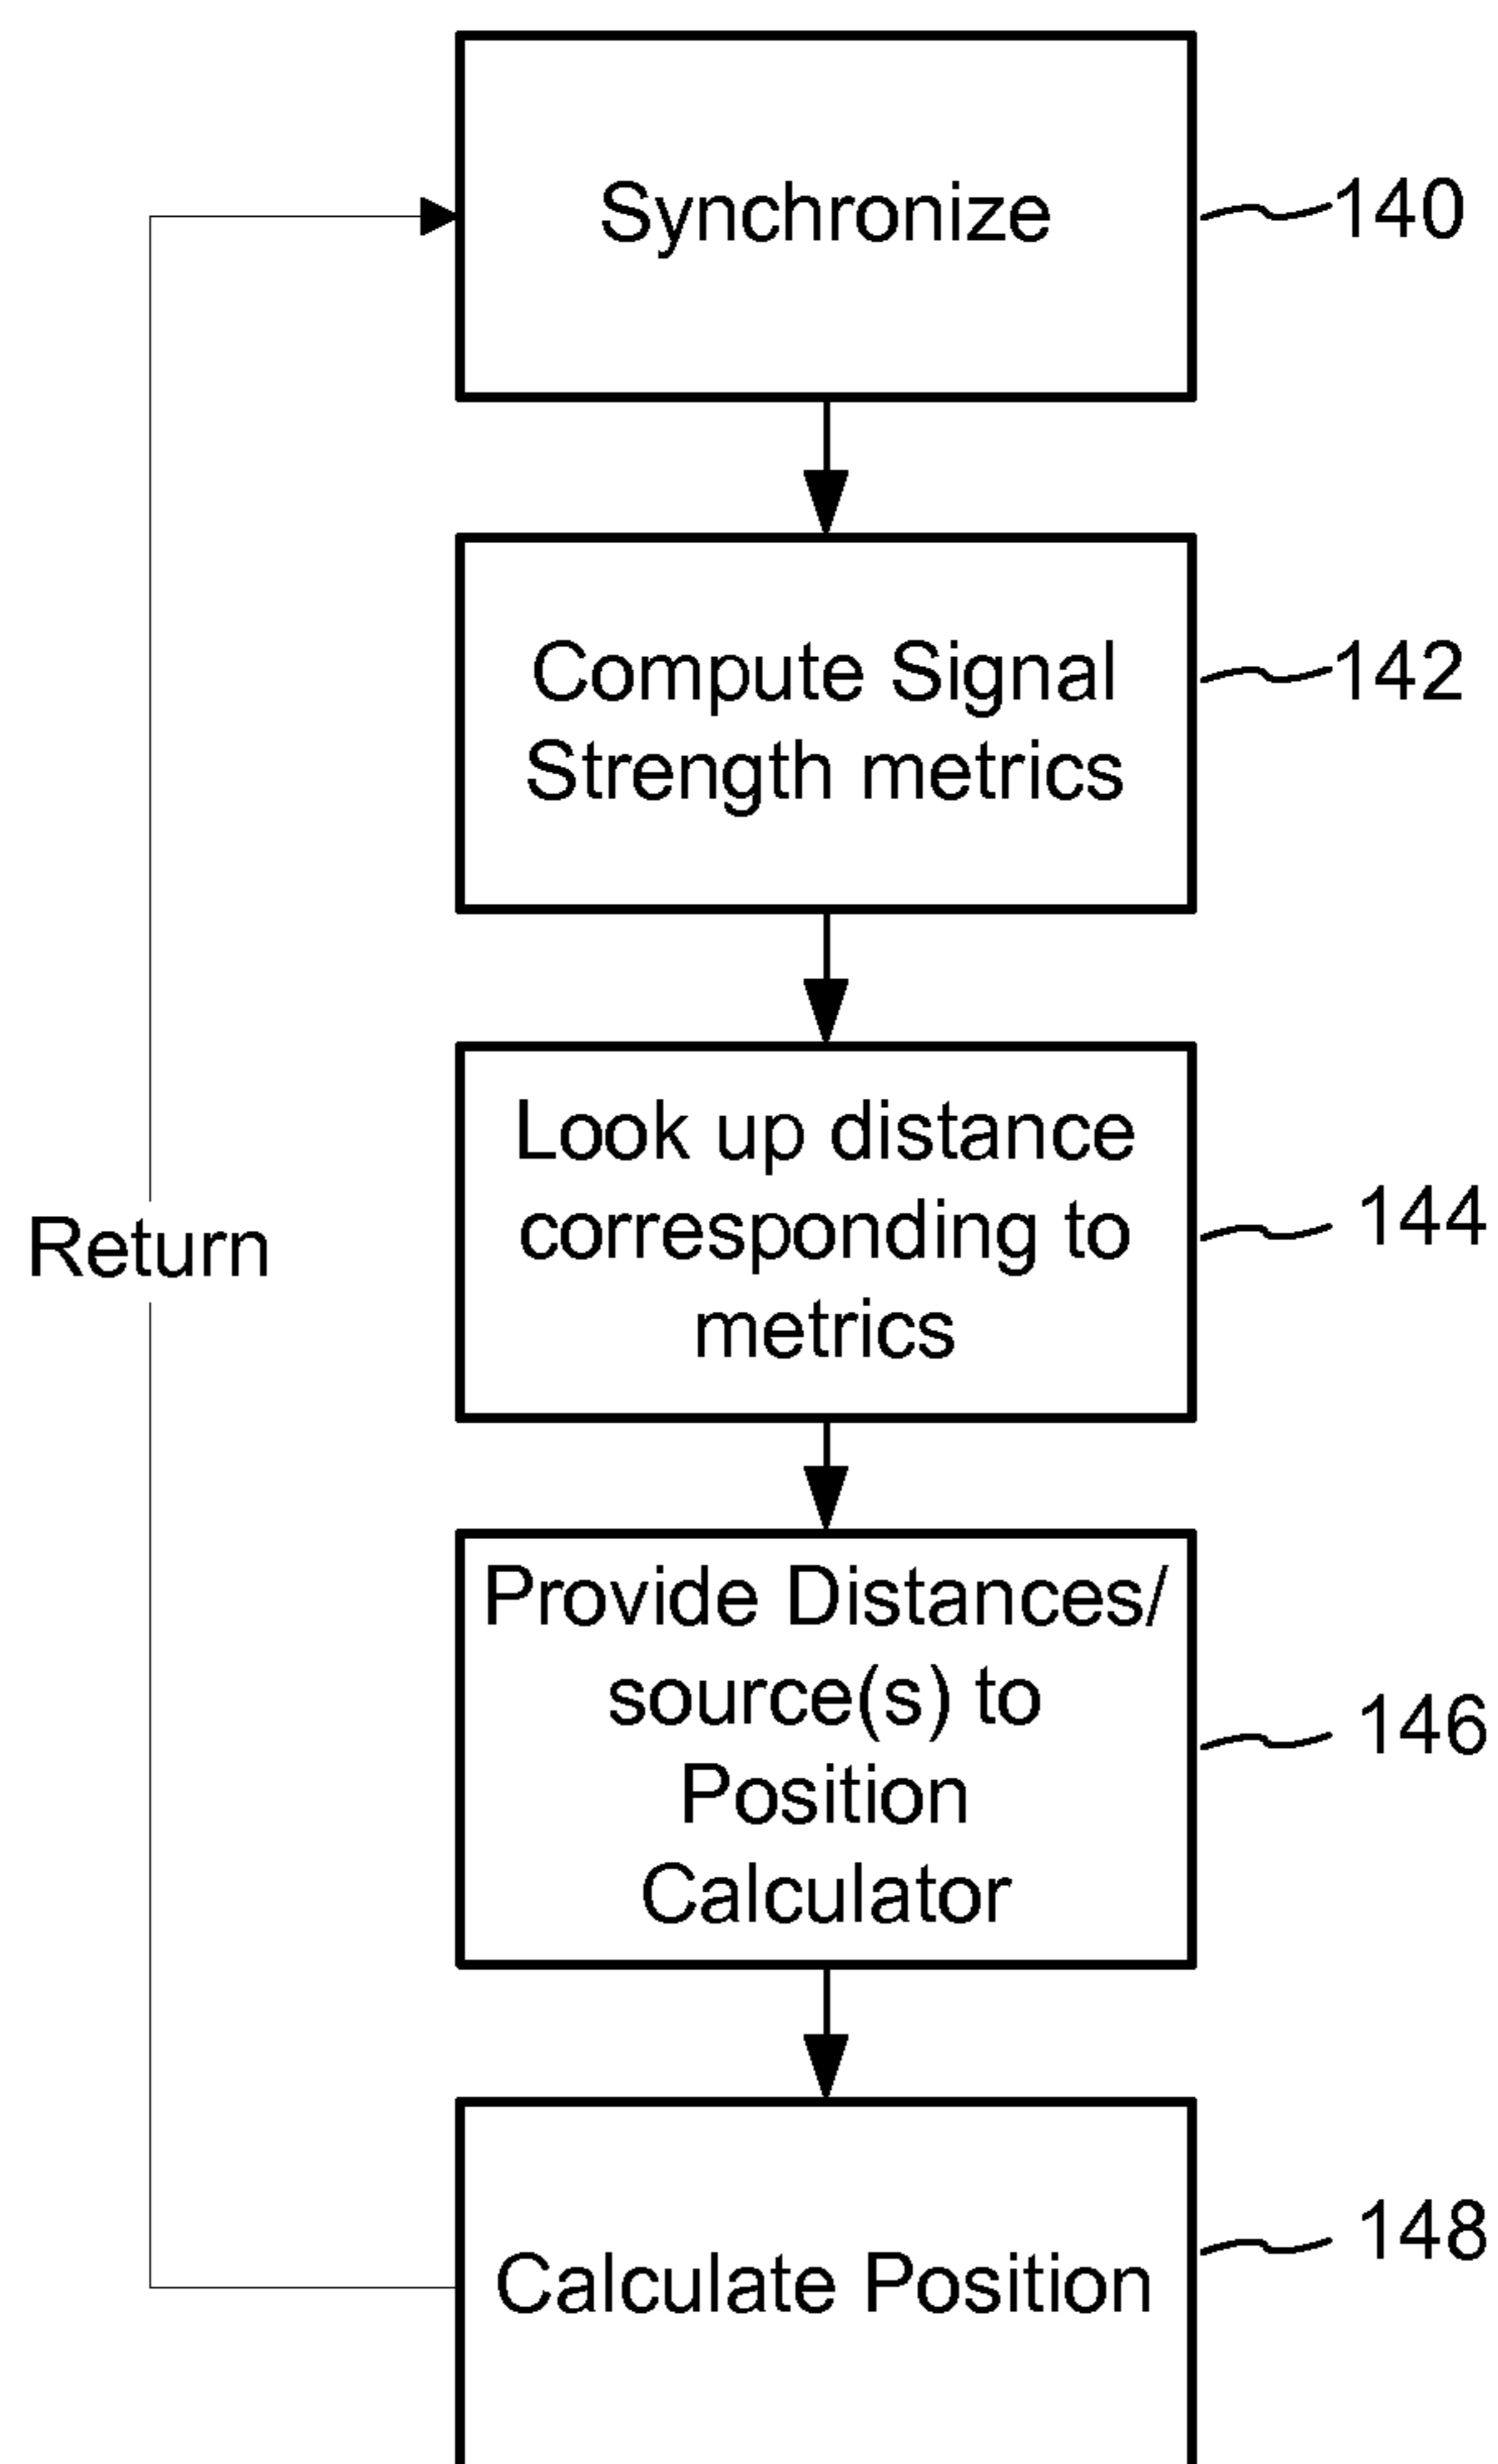 Synchronize
140
Compute Signal
Strength metrics
142
Look up distance
corresponding to
metrics
144
Return
Provide Distances/
source(s) to
Position
Calculator
146
Calculate Position
148